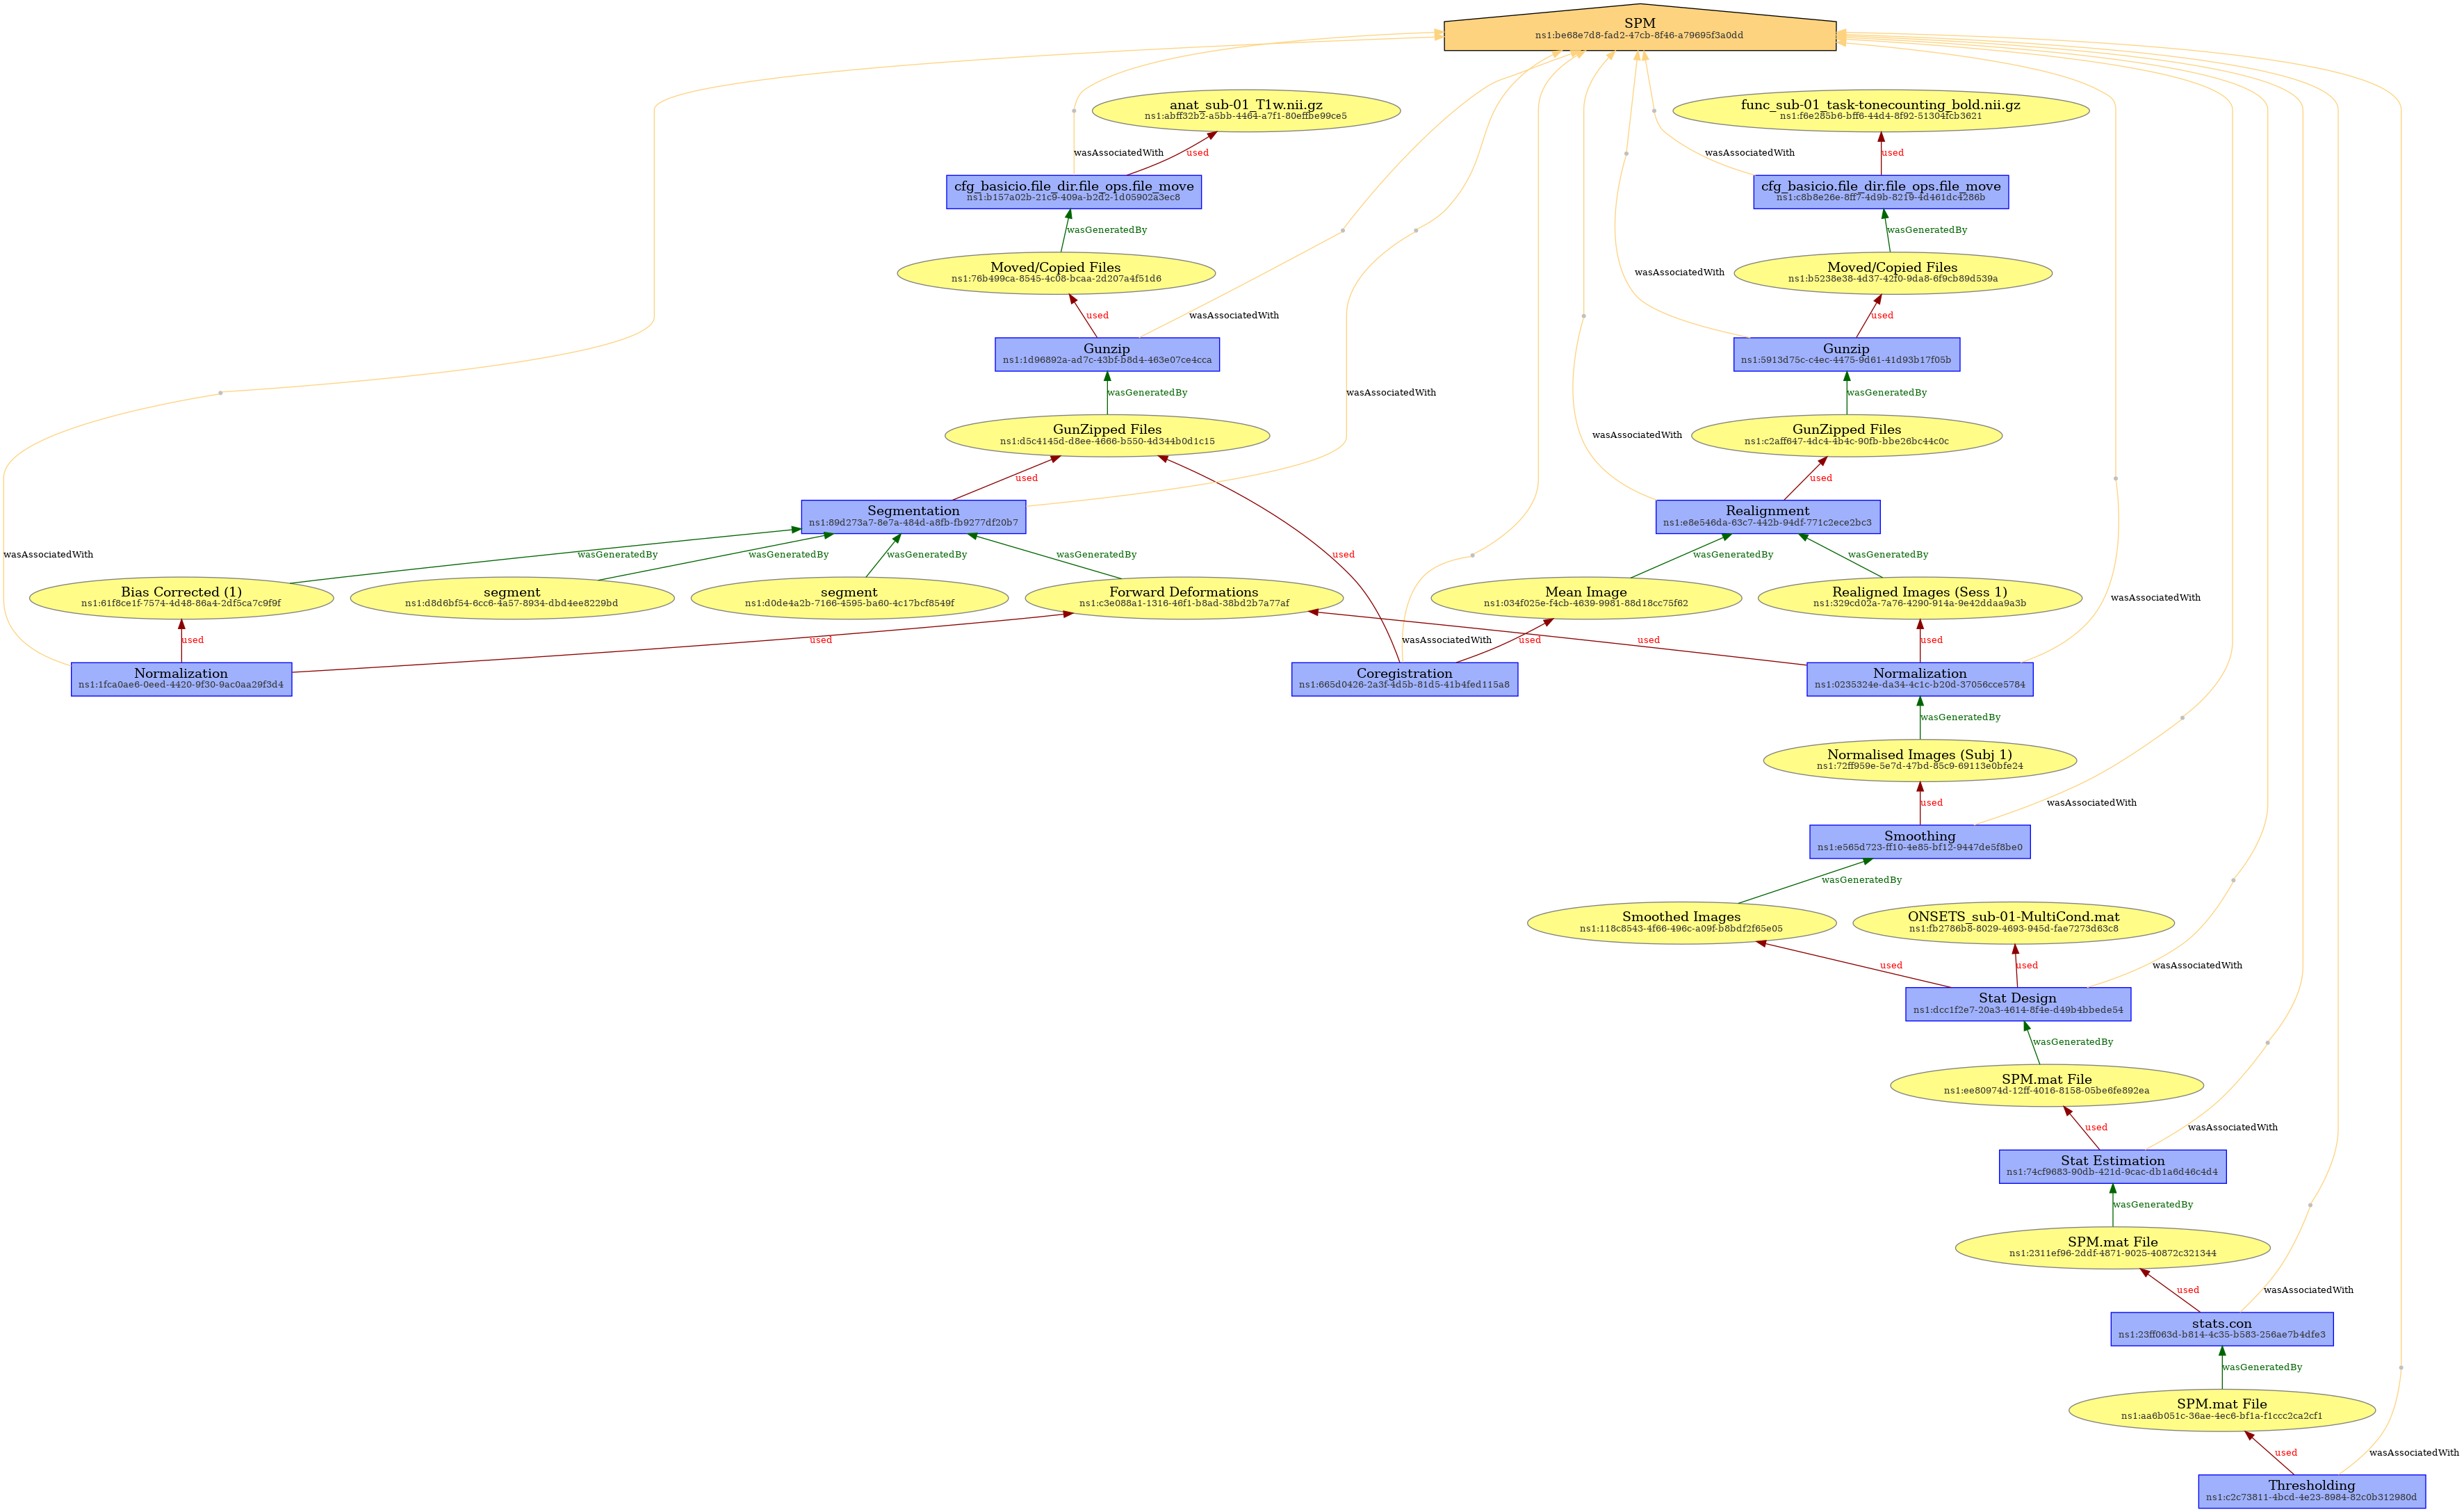 SPM
ns1:be68e7d8-fad2-47cb-8f46-a79695f3a0dd
anat_sub-01_T1w.nii.gz
ns1:abff32b2-a5bb-4464-a7f1-80effbe99ce5
func_sub-01_task-tonecounting_bold.nii.gz
ns1:f6e285b6-bff6-44d4-8f92-51304fcb3621
wasAssociatedWith
used
wasAssociatedWith
used
cfg_basicio.file_dir.file_ops.file_move
ns1:b157a02b-21c9-409a-b2d2-1d05902a3ec8
cfg_basicio.file_dir.file_ops.file_move
ns1:c8b8e26e-8ff7-4d9b-8219-4d461dc4286b
wasGeneratedBy
wasGeneratedBy
Moved/Copied Files
ns1:76b499ca-8545-4c08-bcaa-2d207a4f51d6
wasAssociatedWith
Moved/Copied Files
ns1:b5238e38-4d37-42f0-9da8-6f9cb89d539a
used
wasAssociatedWith
used
Gunzip
ns1:1d96892a-ad7c-43bf-b8d4-463e07ce4cca
Gunzip
ns1:5913d75c-c4ec-4475-9d61-41d93b17f05b
wasGeneratedBy
wasAssociatedWith
wasGeneratedBy
GunZipped Files
ns1:d5c4145d-d8ee-4666-b550-4d344b0d1c15
wasAssociatedWith
GunZipped Files
ns1:c2aff647-4dc4-4b4c-90fb-bbe26bc44c0c
used
used
Segmentation
ns1:89d273a7-8e7a-484d-a8fb-fb9277df20b7
Realignment
ns1:e8e546da-63c7-442b-94df-771c2ece2bc3
wasAssociatedWith
wasGeneratedBy
wasGeneratedBy
wasGeneratedBy
wasGeneratedBy
used
wasGeneratedBy
wasGeneratedBy
Bias Corrected (1)
ns1:61f8ce1f-7574-4d48-86a4-2df5ca7c9f9f
segment
ns1:d8d6bf54-6cc6-4a57-8934-dbd4ee8229bd
segment
ns1:d0de4a2b-7166-4595-ba60-4c17bcf8549f
Forward Deformations
ns1:c3e088a1-1316-46f1-b8ad-38bd2b7a77af
Mean Image
ns1:034f025e-f4cb-4639-9981-88d18cc75f62
Realigned Images (Sess 1)
ns1:329cd02a-7a76-4290-914a-9e42ddaa9a3b
wasAssociatedWith
used
used
wasAssociatedWith
used
used
used
Normalization
ns1:1fca0ae6-0eed-4420-9f30-9ac0aa29f3d4
Coregistration
ns1:665d0426-2a3f-4d5b-81d5-41b4fed115a8
Normalization
ns1:0235324e-da34-4c1c-b20d-37056cce5784
wasGeneratedBy
Normalised Images (Subj 1)
ns1:72ff959e-5e7d-47bd-85c9-69113e0bfe24
used
wasAssociatedWith
Smoothing
ns1:e565d723-ff10-4e85-bf12-9447de5f8be0
wasGeneratedBy
Smoothed Images
ns1:118c8543-4f66-496c-a09f-b8bdf2f65e05
ONSETS_sub-01-MultiCond.mat
ns1:fb2786b8-8029-4693-945d-fae7273d63c8
used
used
wasAssociatedWith
Stat Design
ns1:dcc1f2e7-20a3-4614-8f4e-d49b4bbede54
wasGeneratedBy
SPM.mat File
ns1:ee80974d-12ff-4016-8158-05be6fe892ea
used
wasAssociatedWith
Stat Estimation
ns1:74cf9683-90db-421d-9cac-db1a6d46c4d4
wasGeneratedBy
SPM.mat File
ns1:2311ef96-2ddf-4871-9025-40872c321344
used
wasAssociatedWith
stats.con
ns1:23ff063d-b814-4c35-b583-256ae7b4dfe3
wasGeneratedBy
SPM.mat File
ns1:aa6b051c-36ae-4ec6-bf1a-f1ccc2ca2cf1
used
wasAssociatedWith
Thresholding
ns1:c2c73811-4bcd-4e23-8984-82c0b312980d